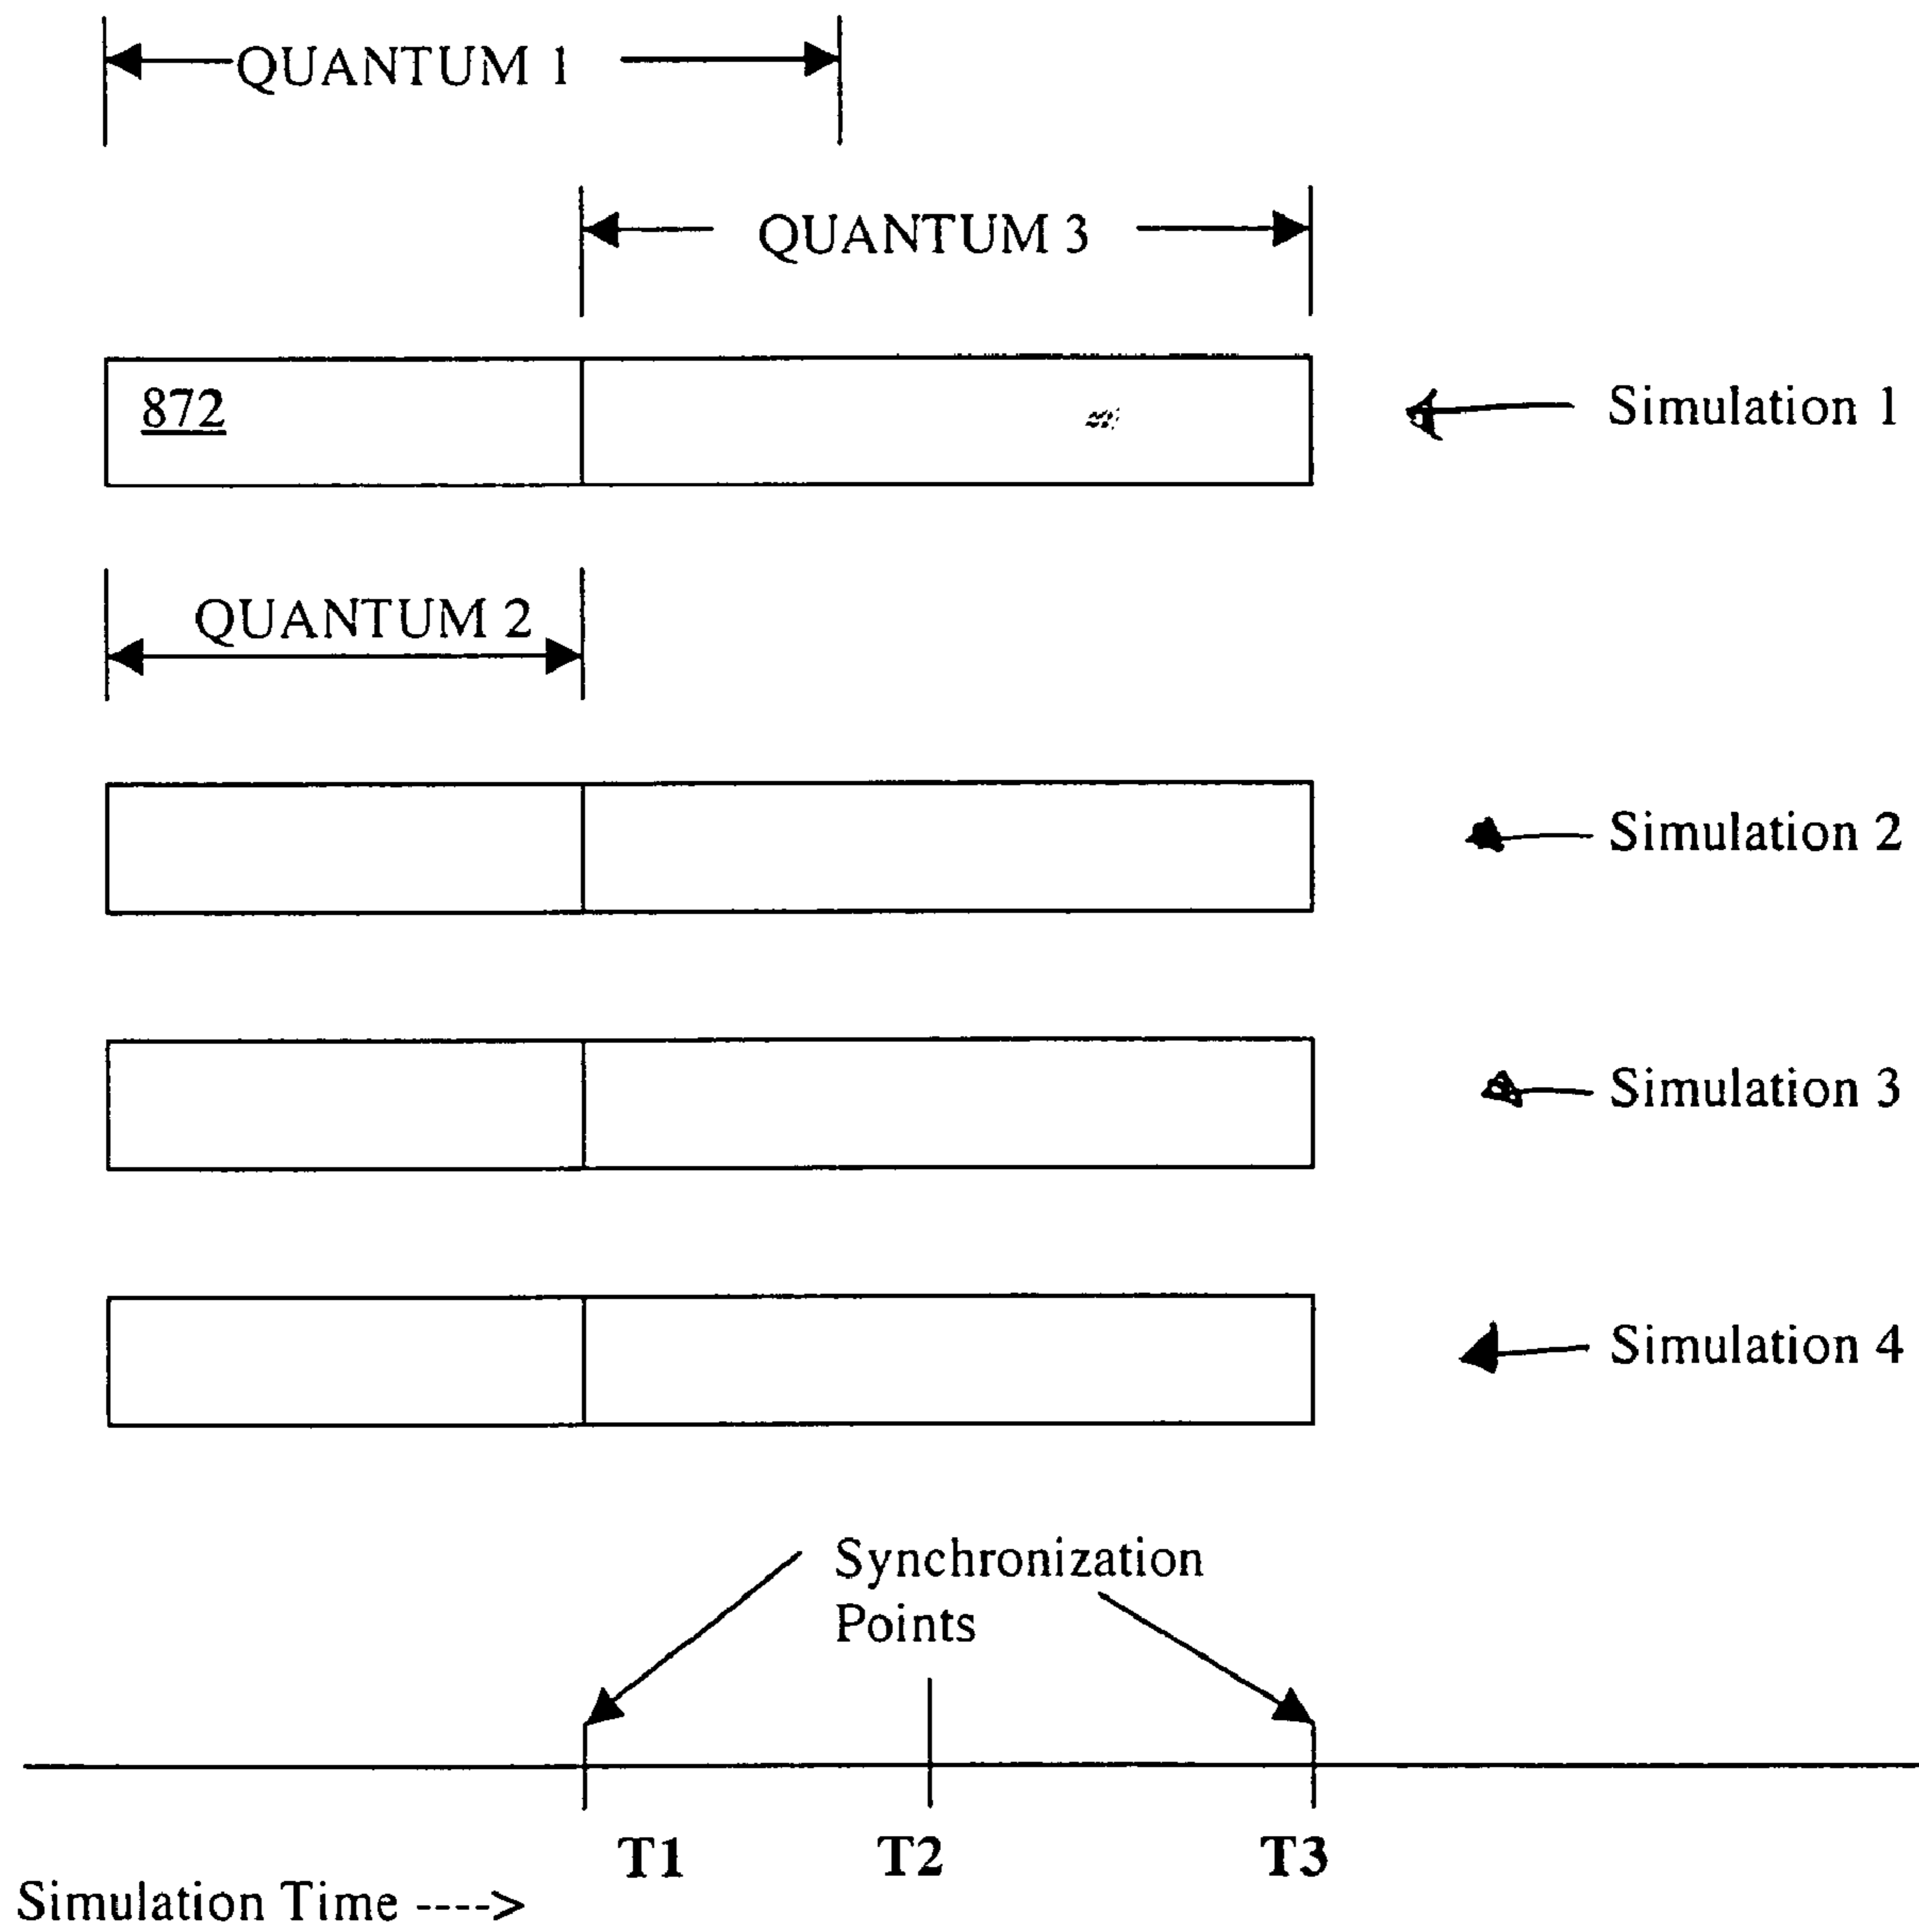 QUANTUM 1
QUANTUM 3
872
Simulation 1
QUANTUM 2
Simulation 2
Simulation 3
Simulation 4
Synchronization
Points
T1 T2 T3
Simulation Time ---->